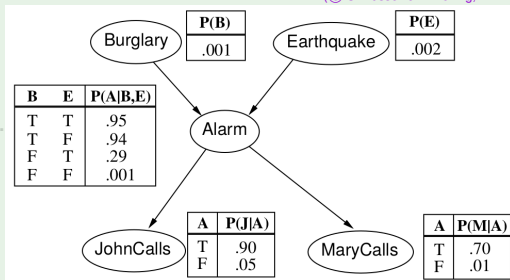 P(B)
Burglary
.001
Earthquake
P(E)
.002
B E P(A|B,E)
T T .95
T F .94
F T .29
F F .001
Alarm
JohnCalls
A P(J|A)
T .90
F .05
MaryCalls
A P(M|A)
T .70
F .01